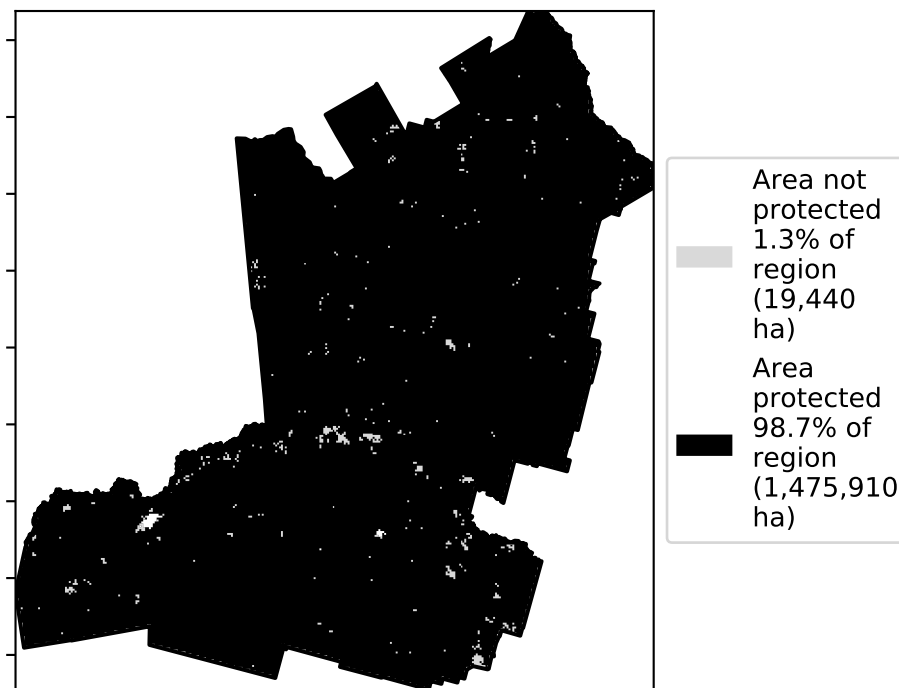 Area not
protected
1.3% of
region
(19,440
ha)
Area
protected
98.7% of
region
(1,475,910
ha)